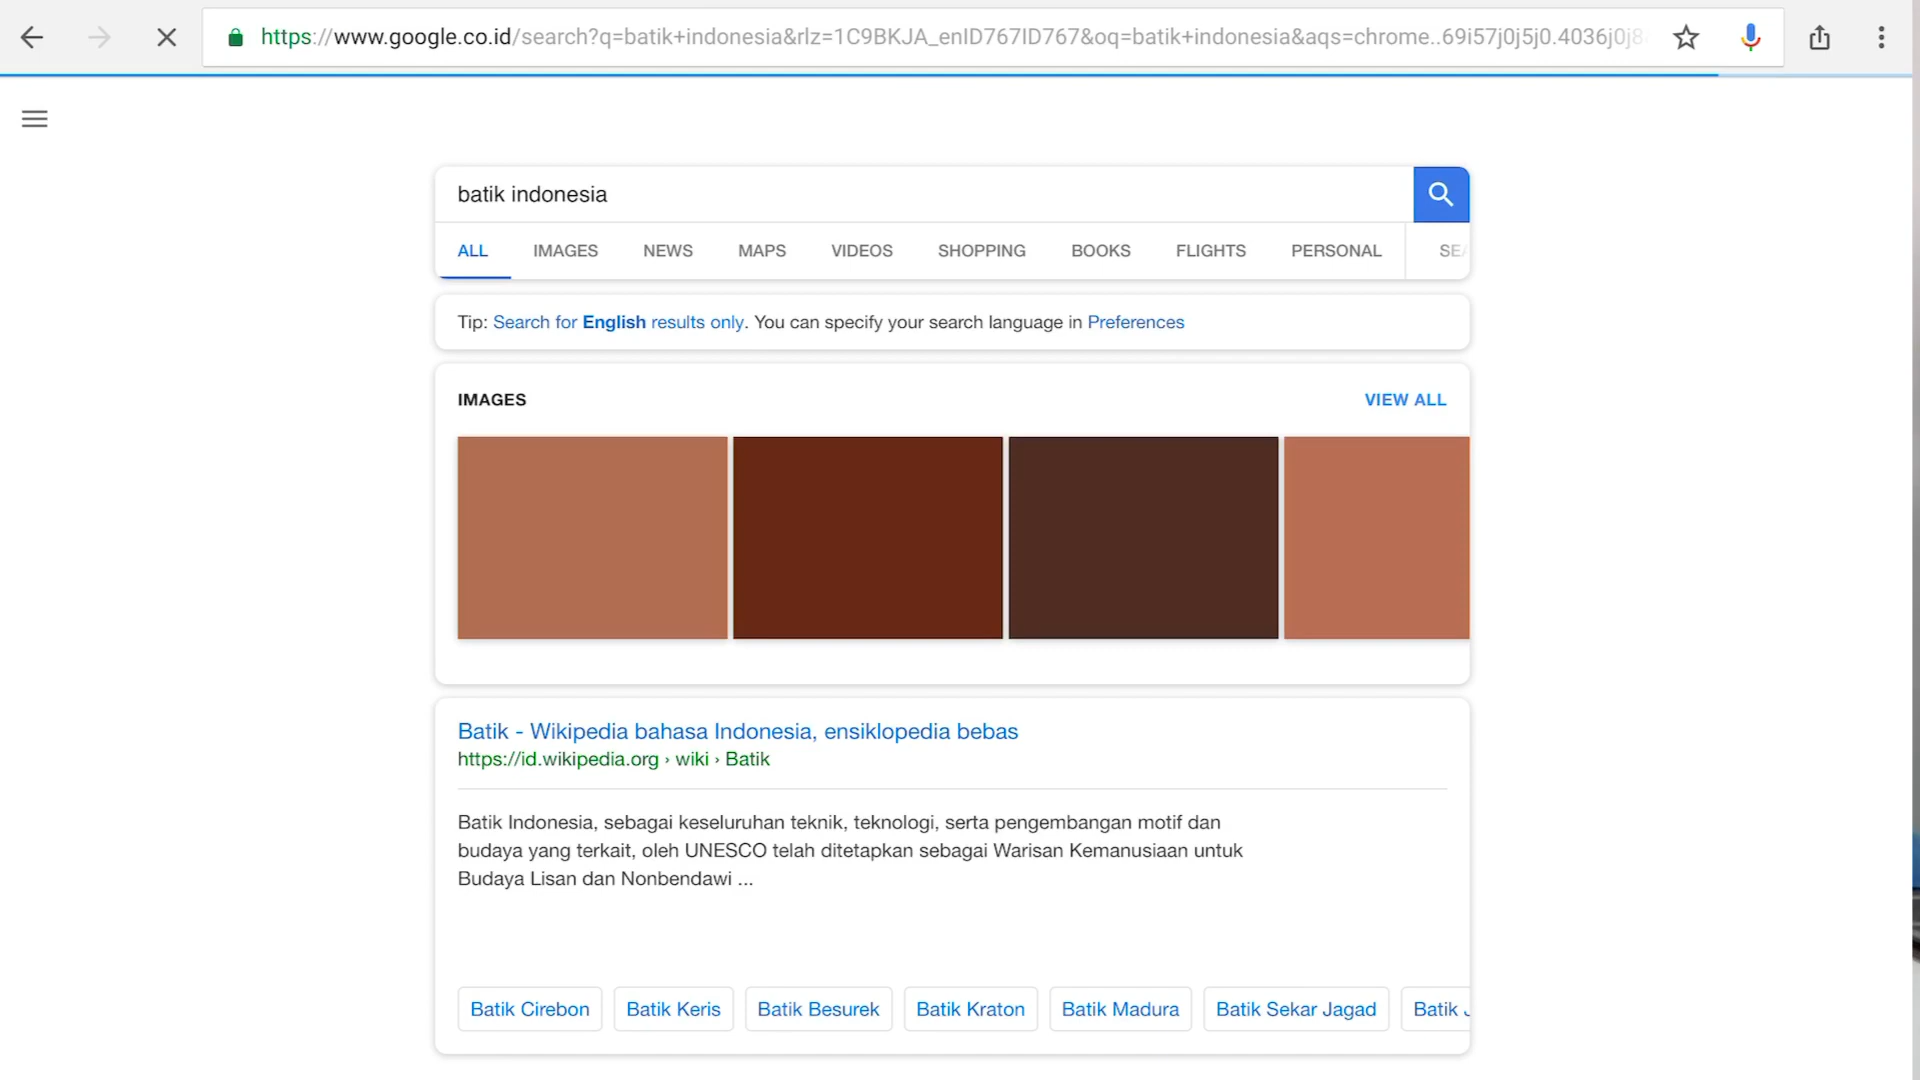 https://www.google.co.id/search?q=batik+indonesia&rlz=1C9BKJA_enID767ID767&oq=batik+indonesia&aqs=chrome..69i57j0j5j0.4036j0j8
batik indonesia
ALL IMAGES NEWS MAPS VIDEOS SHOPPING BOOKS FLIGHTS PERSONAL SEA
Tip: Search for English results only. You can specify your search language in Preferences
IMAGES VIEW ALL
Batik - Wikipedia bahasa Indonesia, ensiklopedia bebas
https://id.wikipedia.org › wiki › Batik
Batik Indonesia, sebagai keseluruhan teknik, teknologi, serta pengembangan motif dan
budaya yang terkait, oleh UNESCO telah ditetapkan sebagai Warisan Kemanusiaan untuk
Budaya Lisan dan Nonbendawi ...
Batik Cirebon Batik Keris Batik Besurek Batik Kraton Batik Madura Batik Sekar Jagad Batik